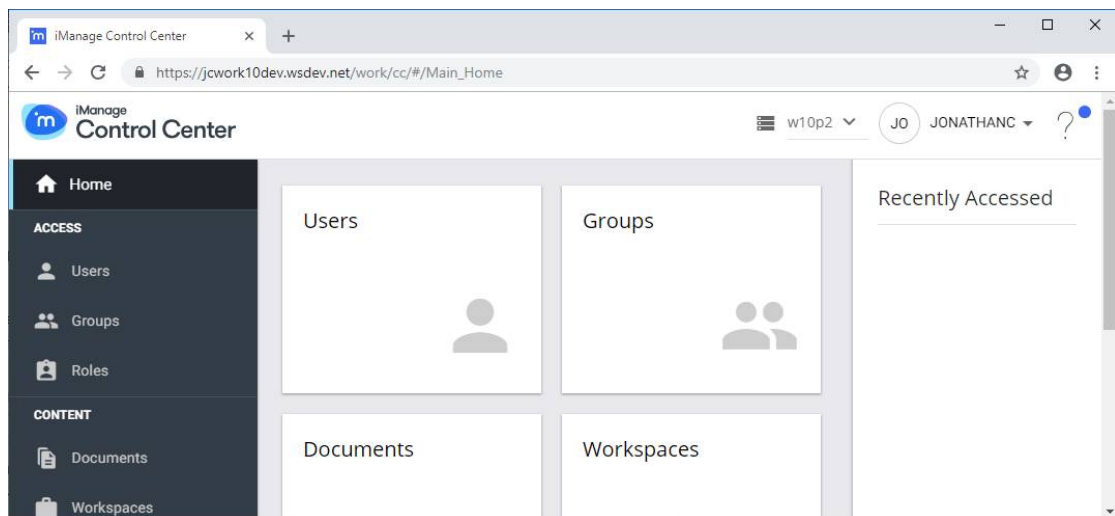 iManage Control Center
https://jcwork10dev.wsdev.net/work/cc/#/Main_Home
iManage
Control Center
w10p2
JO
JONATHANC
?
Home
ACCESS
Users
Groups
Roles
CONTENT
Documents
Workspaces
Users
Groups
Documents
Workspaces
Recently Accessed